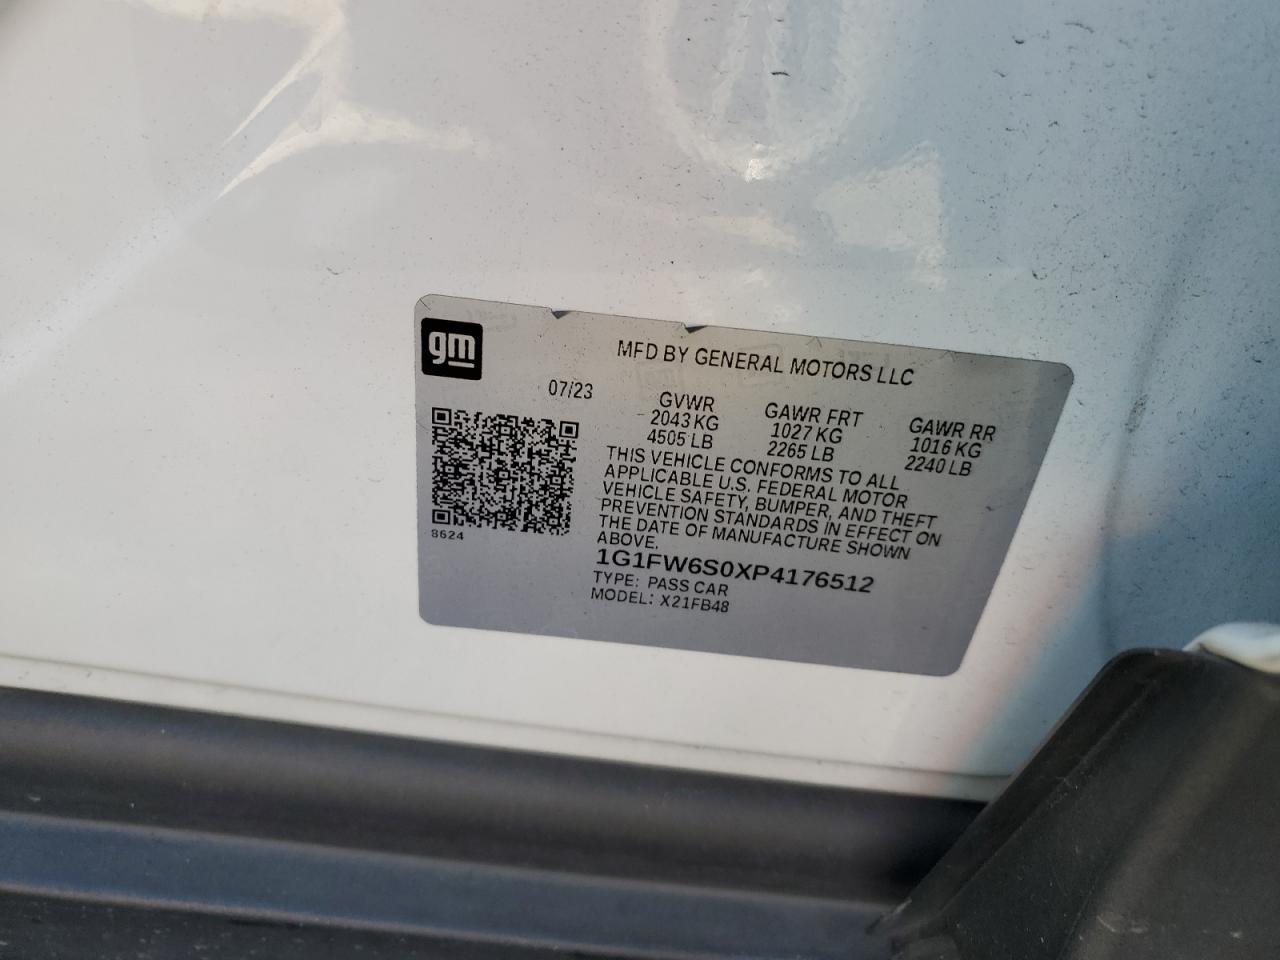 gm
MFD BY GENERAL MOTORS LLC
07/23
GVWR GAWR FRT GAWR RR
2043 KG 1027 KG 1016 KG
4505 LB 2265 LB 2240 LB
THIS VEHICLE CONFORMS TO ALL
APPLICABLE U.S. FEDERAL MOTOR
VEHICLE SAFETY, BUMPER, AND THEFT
PREVENTION STANDARDS IN EFFECT ON
THE DATE OF MANUFACTURE SHOWN
ABOVE.
8624
1G1FW6S0XP4176512
TYPE: PASS CAR
MODEL: X21FB48